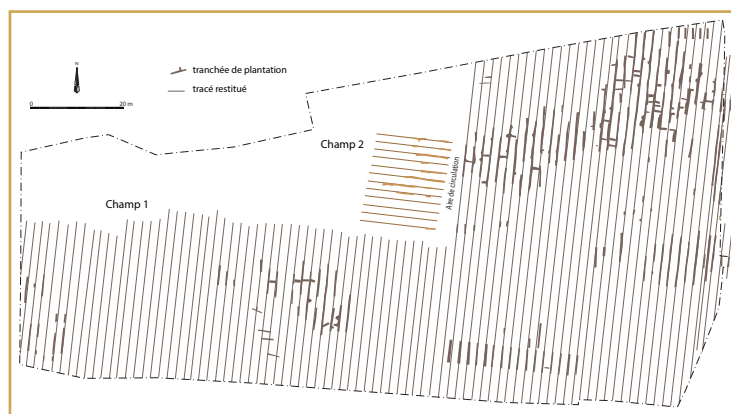 N
tranchée de plantation
tracé restitué
0 20 m
Champ 2
Aire de circulation
Champ 1